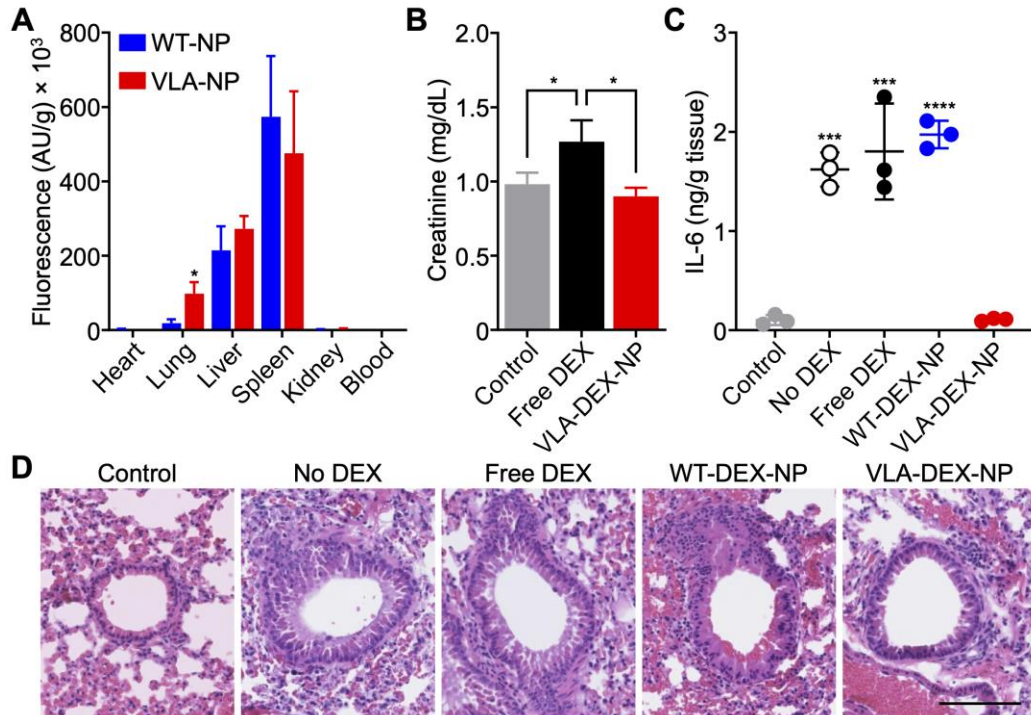 A
Fluorescence (AU/g) × 10³
800
600
400
200
0
WT-NP
VLA-NP
*
Heart
Lung
Liver
Spleen
Kidney
Blood
B
Creatinine (mg/dL)
2.0
1.5
1.0
0.5
0
* *
Control
Free DEX
VLA-DEX-NP
C
IL-6 (ng/g tissue)
3
2
1
0
***
***
****
Control
No DEX
Free DEX
WT-DEX-NP
VLA-DEX-NP
D
Control No DEX Free DEX WT-DEX-NP VLA-DEX-NP